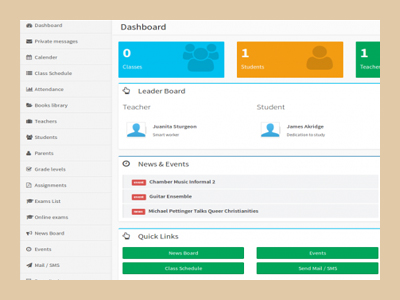 Dashboard
Private messages
Calender
Class Schedule
Attendance
Books library
Teachers
Students
Parents
Grade levels
Assignments
Exams List
Online exams
News Board
Events
Mail / SMS
Dashboard
0
Classes
1
Students
1
Teache
Leader Board
Teacher
Student
Juanita Sturgeon
Smart worker
James Akridge
Dedication to study
News & Events
Chamber Music Informal 2
Guitar Ensemble
Michael Pettinger Talks Queer Christianities
Quick Links
News Board
Events
Class Schedule
Send Mail / SMS